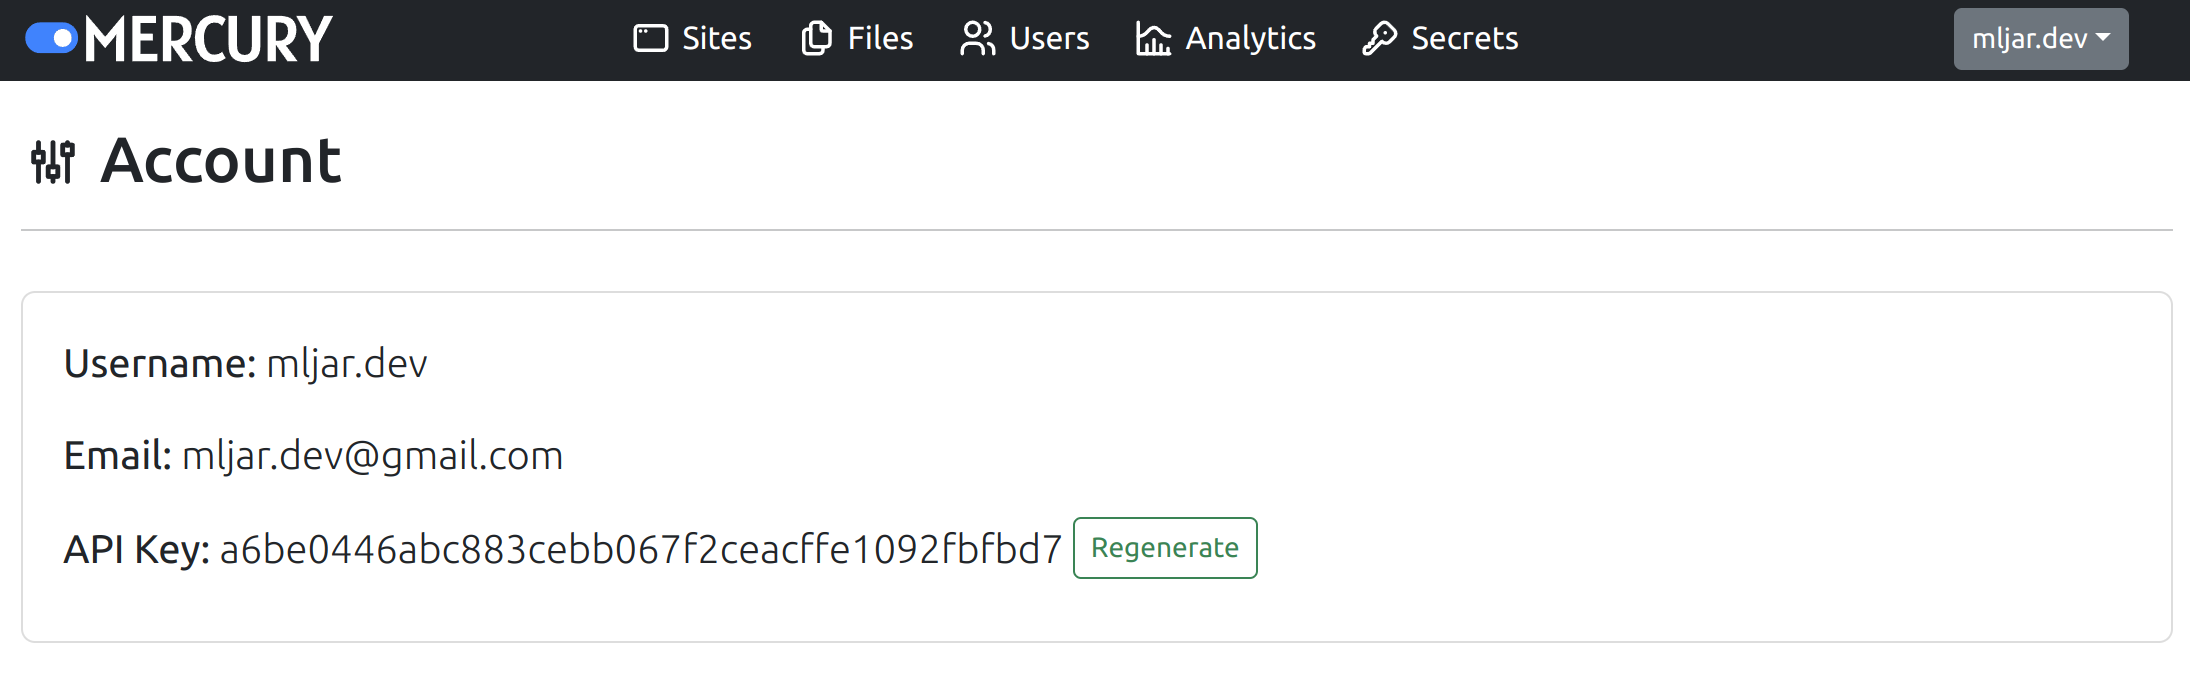 MERCURY Sites Files Users Analytics Secrets mljar.dev
Account
Username: mljar.dev
Email: mljar.dev@gmail.com
API Key: a6be0446abc883cebb067f2ceacffe1092fbfbd7 Regenerate